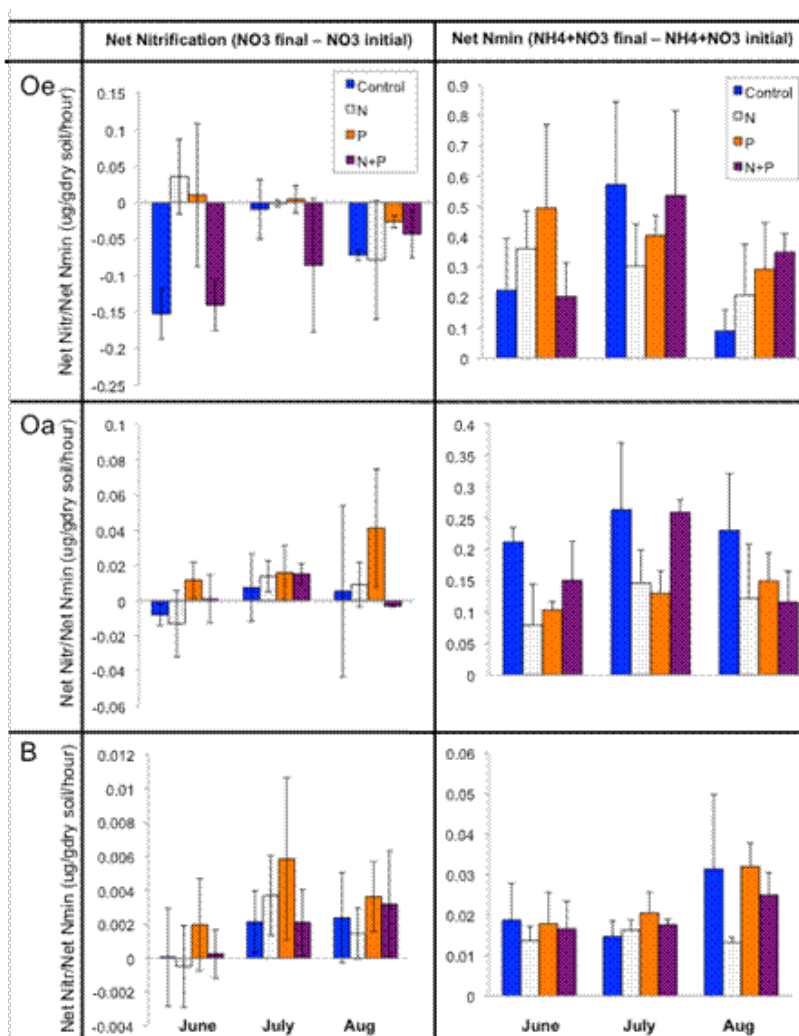 Net Nitrification (NO3 final – NO3 initial)
Net Nmin (NH4+NO3 final – NH4+NO3 initial)
Oe
Net Nitr/Net Nmin (ug/gdry soil/hour)
0.15
0.1
0.05
0
-0.05
-0.1
-0.15
-0.2
-0.25
Control
N
P
N+P
0.9
0.8
0.7
0.6
0.5
0.4
0.3
0.2
0.1
0
Control
N
P
N+P
Oa
Net Nitr/Net Nmin (ug/gdry soil/hour)
0.1
0.08
0.06
0.04
0.02
0
-0.02
-0.04
-0.06
0.4
0.35
0.3
0.25
0.2
0.15
0.1
0.05
0
B
Net Nitr/Net Nmin (ug/gdry soil/hour)
0.012
0.01
0.008
0.006
0.004
0.002
0
-0.002
-0.004
June July Aug
0.06
0.05
0.04
0.03
0.02
0.01
0
June July Aug